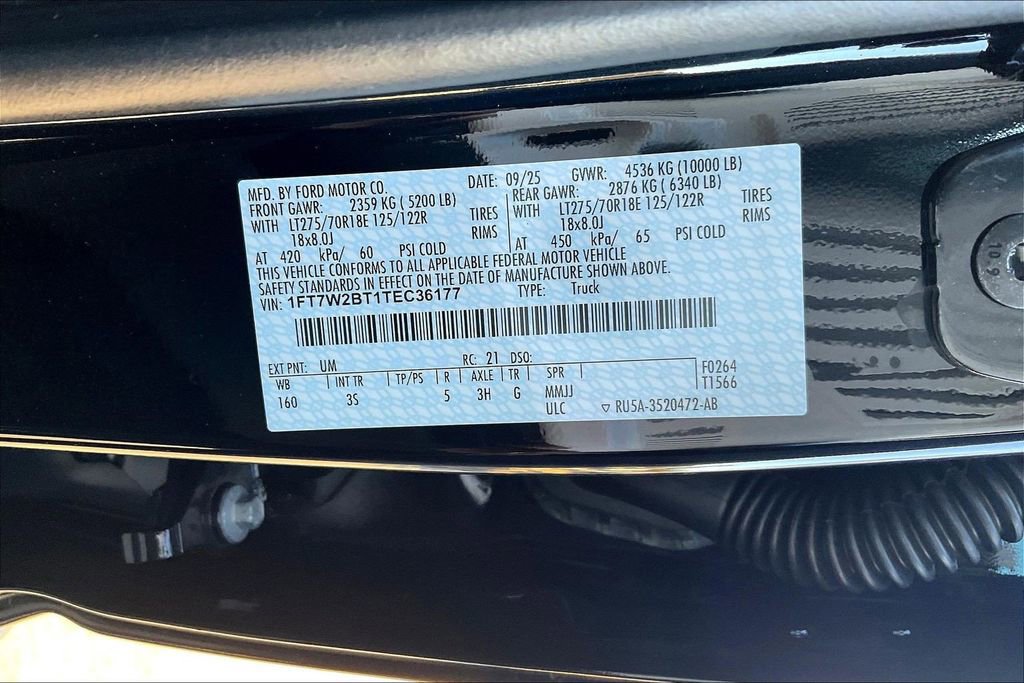 MFD. BY FORD MOTOR CO. DATE: 09/25 GVWR: 4536 KG (10000 LB)
FRONT GAWR: 2359 KG ( 5200 LB) REAR GAWR: 2876 KG ( 6340 LB)
WITH LT275/70R18E 125/122R TIRES WITH LT275/70R18E 125/122R TIRES
18x8.0J RIMS 18x8.0J RIMS
AT 420 kPa/ 60 PSI COLD AT 450 kPa/ 65 PSI COLD
THIS VEHICLE CONFORMS TO ALL APPLICABLE FEDERAL MOTOR VEHICLE
SAFETY STANDARDS IN EFFECT ON THE DATE OF MANUFACTURE SHOWN ABOVE.
VIN: 1FT7W2BT1TEC36177 TYPE: Truck
EXT PNT: UM RC: 21 DSO:
WB INT TR TP/PS R AXLE TR SPR F0264
160 3S 5 3H G MMJJ T1566
ULC RU5A-3520472-AB